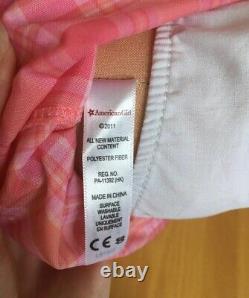 AmericanGirl
©2011
ALL NEW MATERIAL
CONTENT
POLYESTER FIBER
REG. NO.
PA-11392 (HK)
MADE IN CHINA
SURFACE
WASHABLE
LAVABLE
UNIQUEMENT
EN SURFACE
CE